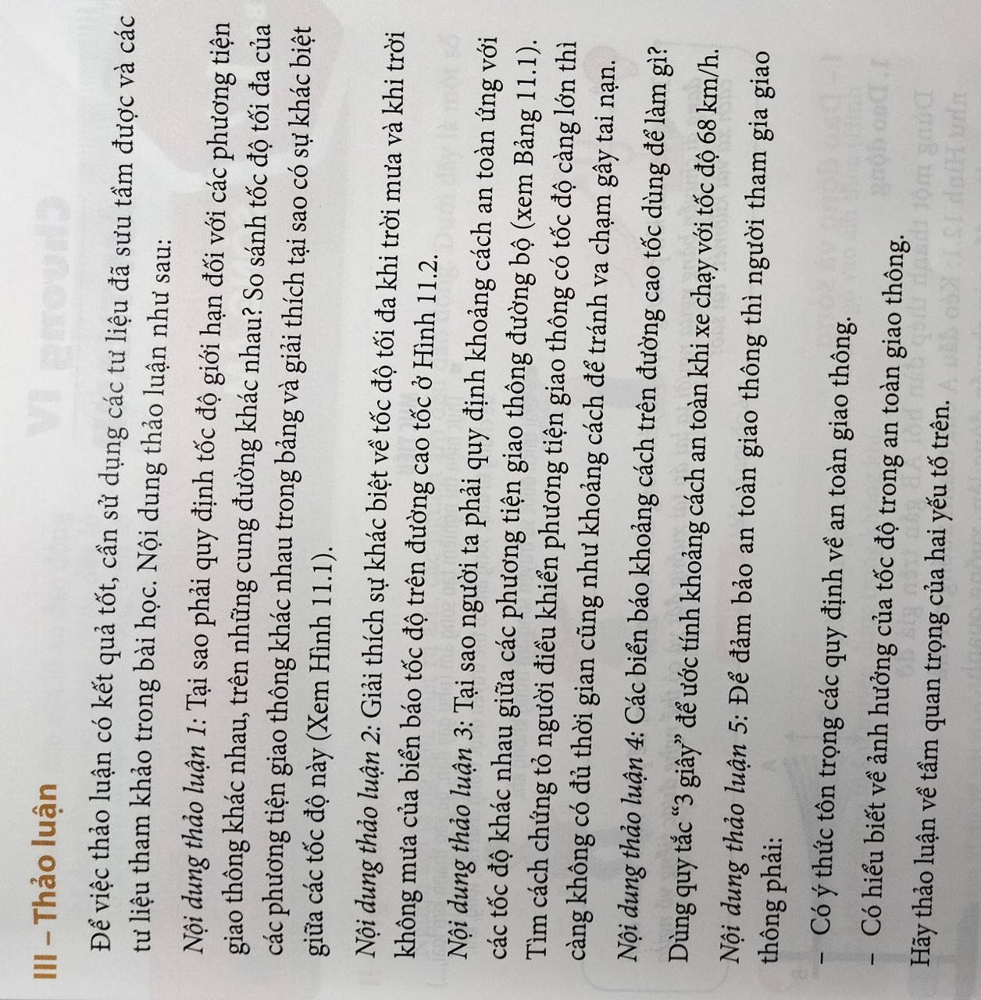 III – Thảo luận
Để việc thảo luận có kết quả tốt, cần sử dụng các tư liệu đã sưu tầm được và các
tư liệu tham khảo trong bài học. Nội dung thảo luận như sau:
Nội dung thảo luận 1: Tại sao phải quy định tốc độ giới hạn đối với các phương tiện
giao thông khác nhau, trên những cung đường khác nhau? So sánh tốc độ tối đa của
các phương tiện giao thông khác nhau trong bảng và giải thích tại sao có sự khác biệt
giữa các tốc độ này (Xem Hình 11.1).
Nội dung thảo luận 2: Giải thích sự khác biệt về tốc độ tối đa khi trời mưa và khi trời
không mưa của biển báo tốc độ trên đường cao tốc ở Hình 11.2.
Nội dung thảo luận 3: Tại sao người ta phải quy định khoảng cách an toàn ứng với
các tốc độ khác nhau giữa các phương tiện giao thông đường bộ (xem Bảng 11.1).
Tìm cách chứng tỏ người điều khiển phương tiện giao thông có tốc độ càng lớn thì
càng không có đủ thời gian cũng như khoảng cách để tránh va chạm gây tai nạn.
Nội dung thảo luận 4: Các biển báo khoảng cách trên đường cao tốc dùng để làm gì?
Dùng quy tắc “3 giây” để ước tính khoảng cách an toàn khi xe chạy với tốc độ 68 km/h.
Nội dung thảo luận 5: Để đảm bảo an toàn giao thông thì người tham gia giao
thông phải:
– Có ý thức tôn trọng các quy định về an toàn giao thông.
– Có hiểu biết về ảnh hưởng của tốc độ trong an toàn giao thông.
Hãy thảo luận về tầm quan trọng của hai yếu tố trên.